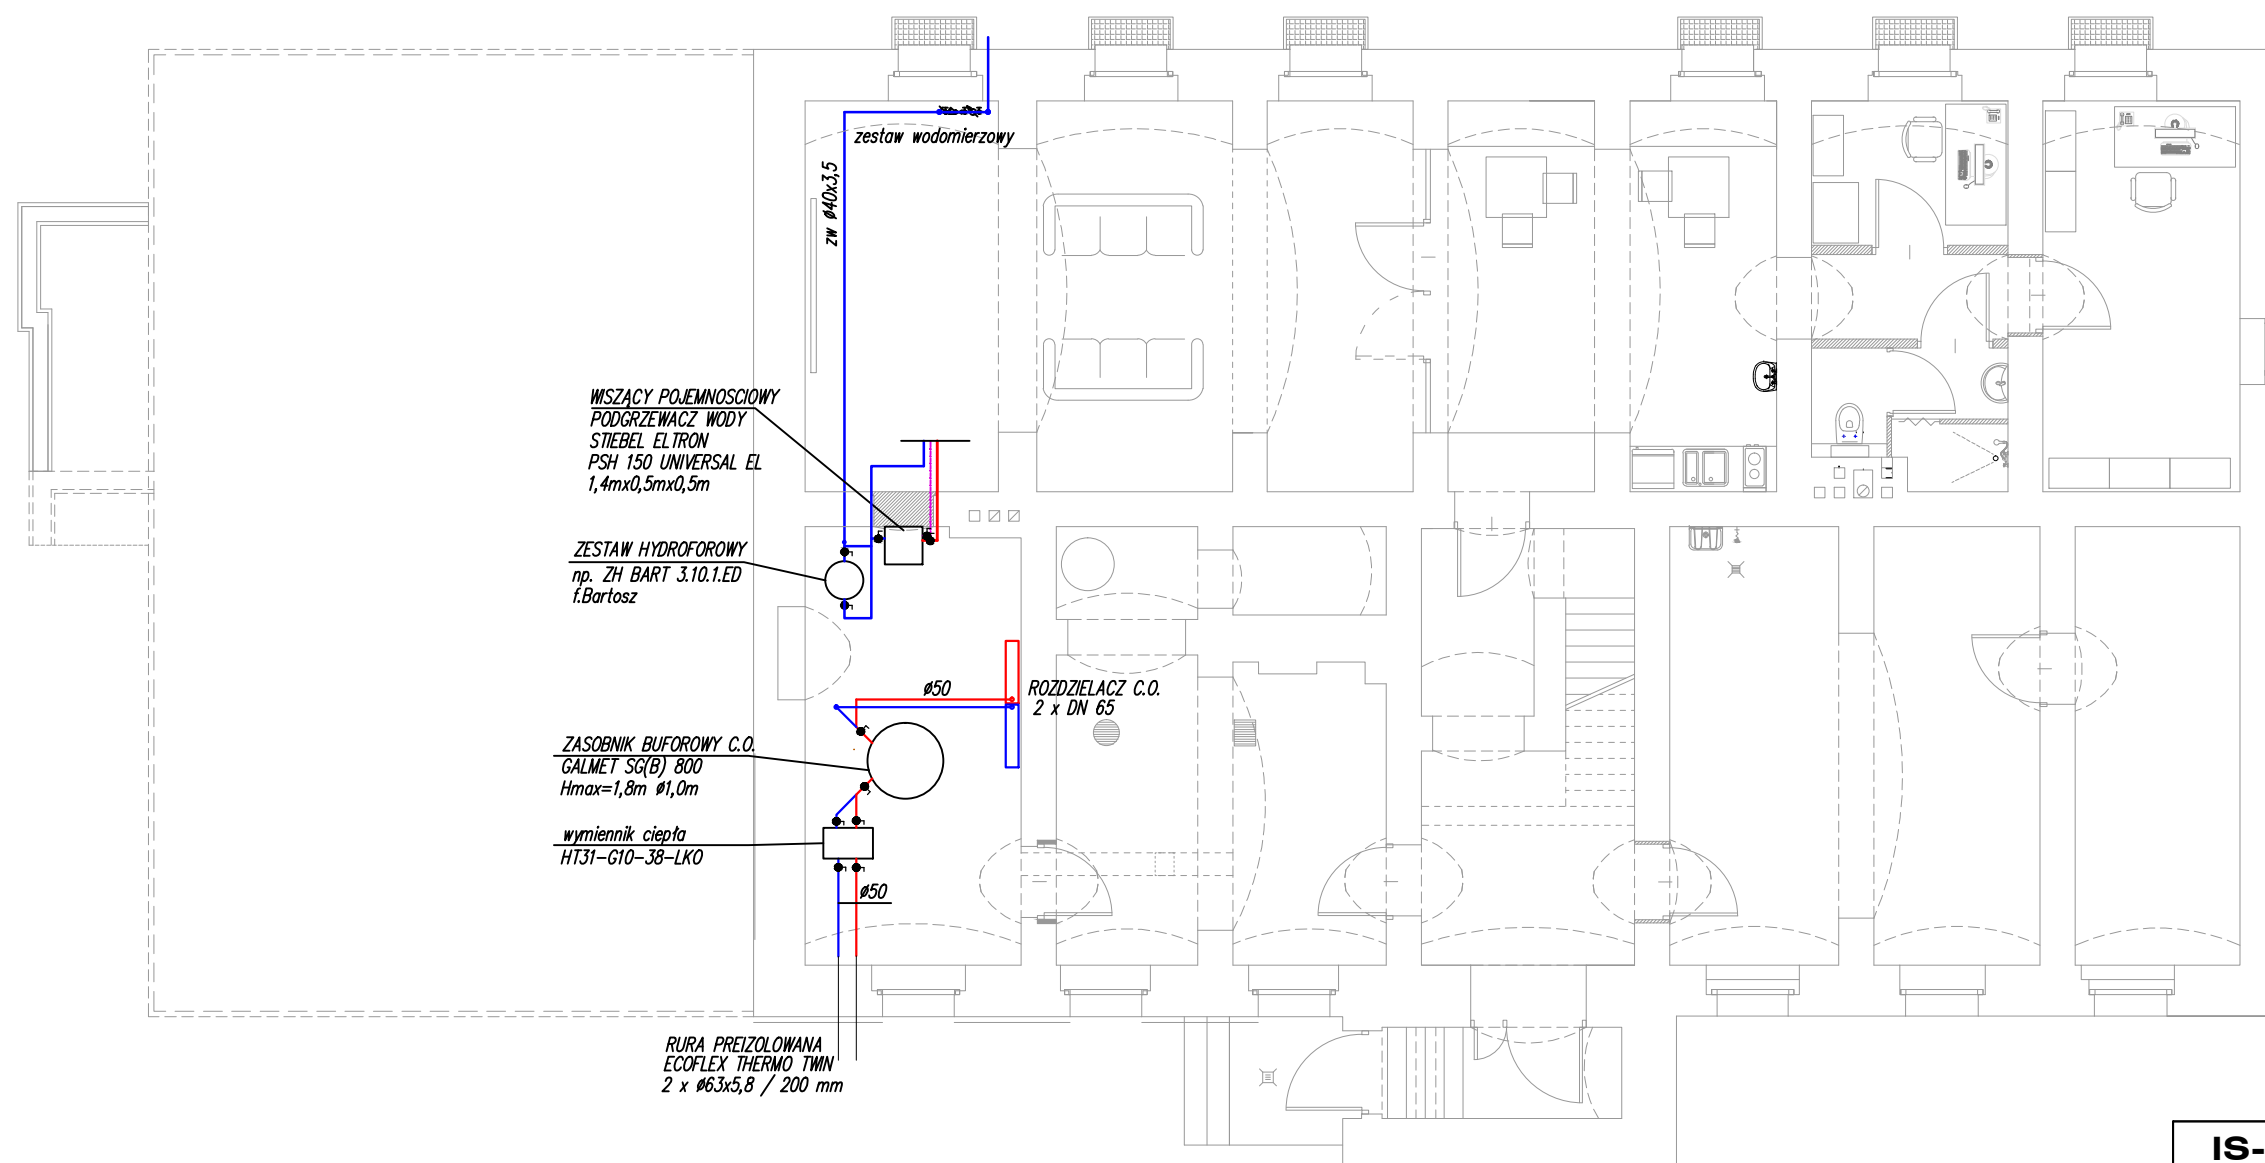 zestaw wodomierzowy
zw ø40x3,5
WISZĄCY POJEMNOSCIOWY
PODGRZEWACZ WODY
STIEBEL ELTRON
PSH 150 UNIVERSAL EL
1,4mx0,5mx0,5m
ZESTAW HYDROFOROWY
np. ZH BART 3.10.1.ED
f.Bartosz
ø50
ROZDZIELACZ C.O.
2 x DN 65
ZASOBNIK BUFOROWY C.O.
GALMET SG(B) 800
Hmax=1,8m ø1,0m
wymiennik ciepła
HT31-G10-38-LKO
ø50
RURA PREIZOLOWANA
ECOFLEX THERMO TWIN
2 x ø63x5,8 / 200 mm
IS-